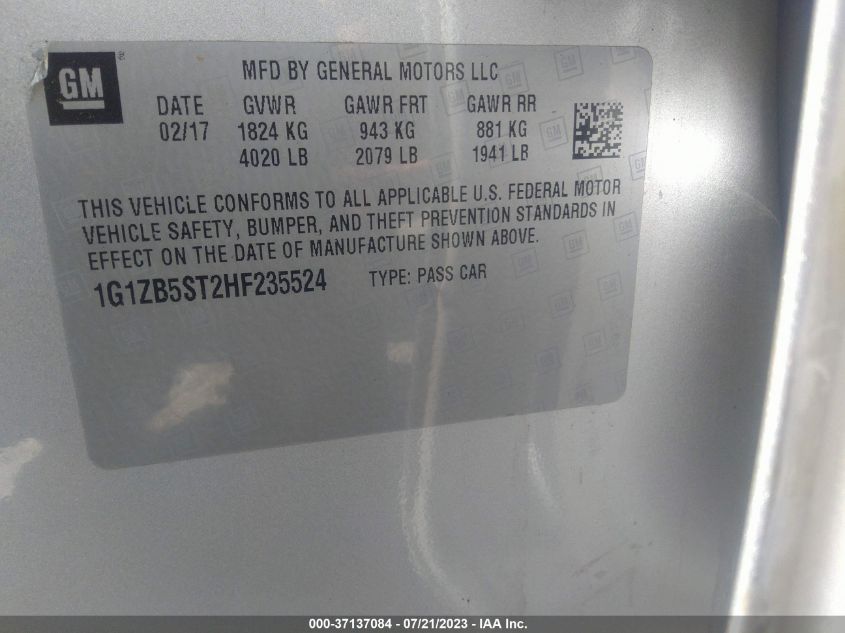 GM
MFD BY GENERAL MOTORS LLC
DATE GVWR GAWR FRT GAWR RR
02/17 1824 KG 943 KG 881 KG
4020 LB 2079 LB 1941 LB
THIS VEHICLE CONFORMS TO ALL APPLICABLE U.S. FEDERAL MOTOR
VEHICLE SAFETY, BUMPER, AND THEFT PREVENTION STANDARDS IN
EFFECT ON THE DATE OF MANUFACTURE SHOWN ABOVE.
1G1ZB5ST2HF235524 TYPE: PASS CAR
000-37137084 - 07/21/2023 - IAA Inc.